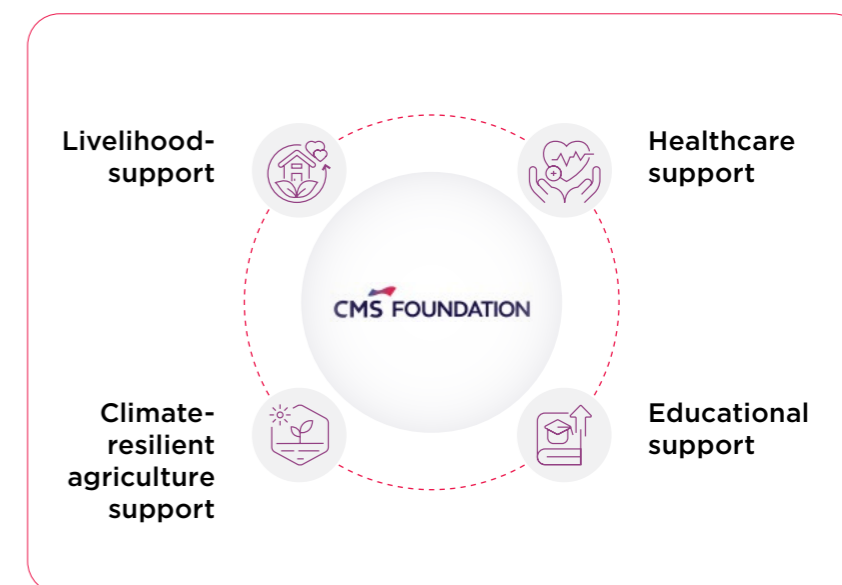 Livelihood-
support
Healthcare
support
CMS FOUNDATION
Climate-
resilient
agriculture
support
Educational
support